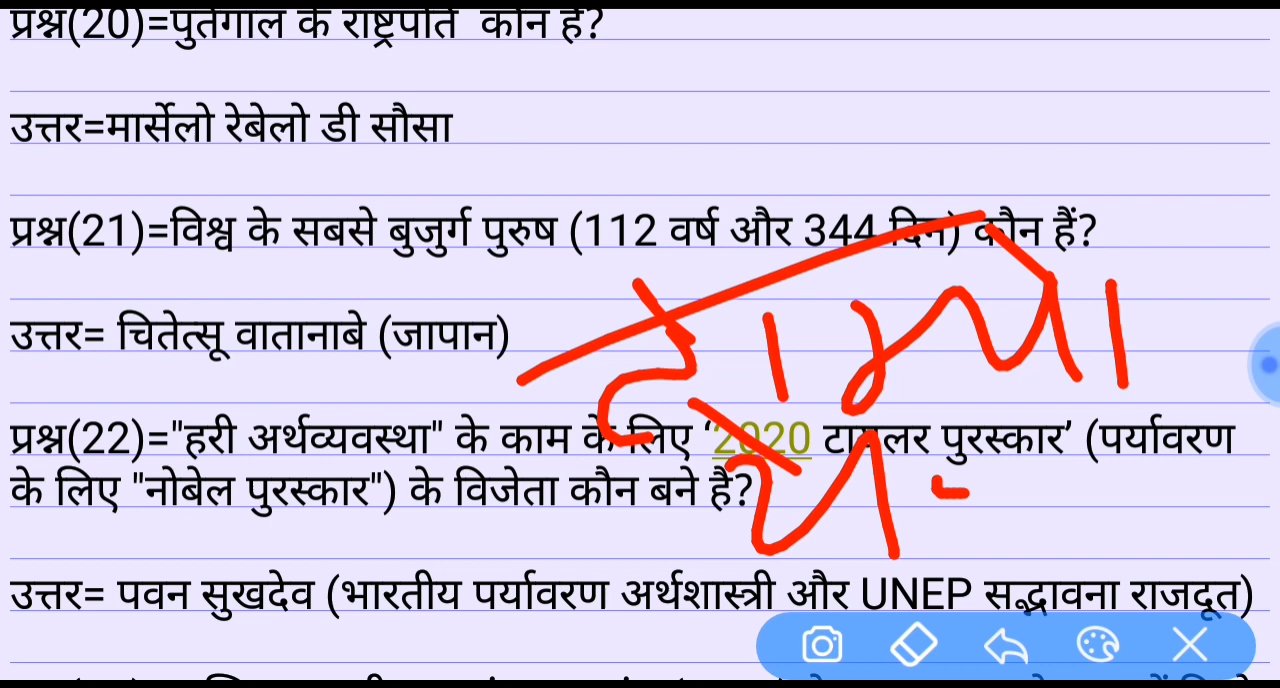 प्रश्न(20)=पुर्तगाल के राष्ट्रपति कौन हैं?
उत्तर=मार्सेलो रेबेलो डी सौसा
प्रश्न(21)=विश्व के सबसे बुजुर्ग पुरुष (112 वर्ष और 344 दिन) कौन हैं?
उत्तर= चितेत्सू वातानाबे (जापान)
प्रश्न(22)="हरी अर्थव्यवस्था" के काम के लिए ‘2020 टायलर पुरस्कार’ (पर्यावरण
के लिए "नोबेल पुरस्कार") के विजेता कौन बने है?
उत्तर= पवन सुखदेव (भारतीय पर्यावरण अर्थशास्त्री और UNEP सद्भावना राजदूत)